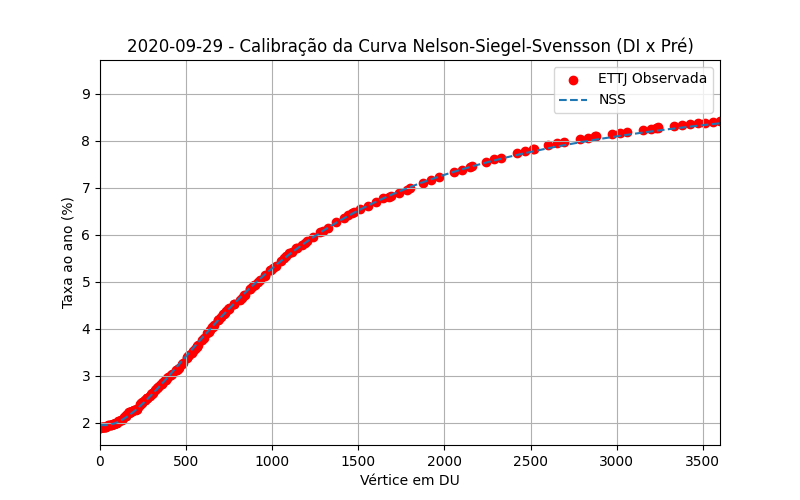 2020-09-29 - Calibração da Curva Nelson-Siegel-Svensson (DI x Pré)
ETTJ Observada
NSS
Taxa ao ano (%)
9
8
7
6
5
4
3
2
0 500 1000 1500 2000 2500 3000 3500
Vértice em DU